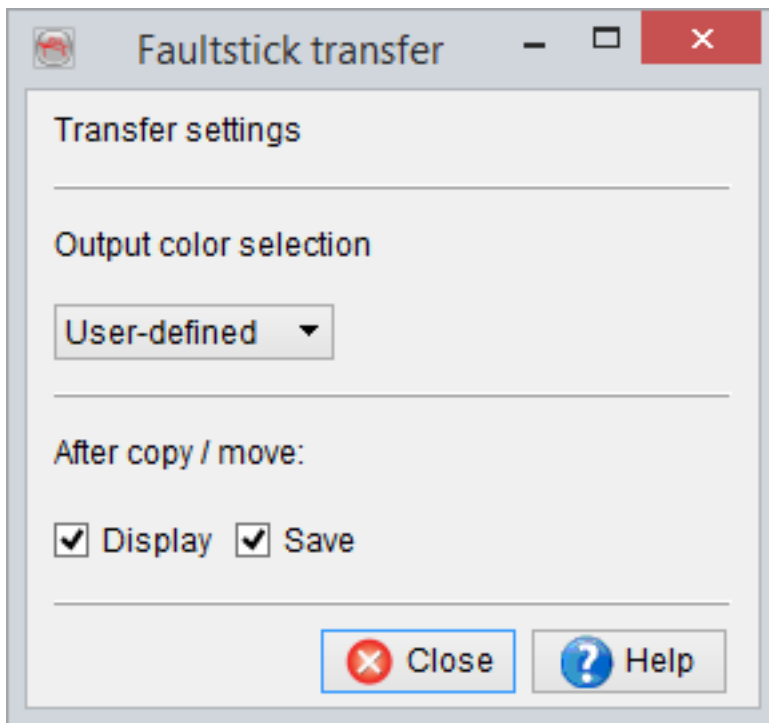 Faultstick transfer
Transfer settings
Output color selection
User-defined
After copy / move:
Display Save
Close Help